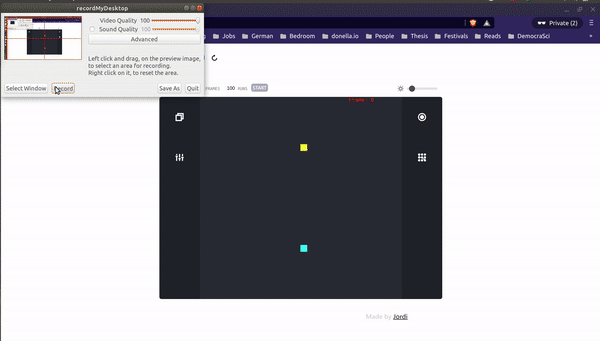 recordMyDesktop
Video Quality 100
Sound Quality 100
Advanced
Left click and drag, on the preview image,
to select an area for recording.
Right click on it, to reset the area.
Select Window
Record
Save As
Quit
Private (2)
Jobs
German
Bedroom
donella.io
People
Thesis
Festivals
Reads
DemocraSci
FRAMES
100
RUNS
START
Made by Jordi